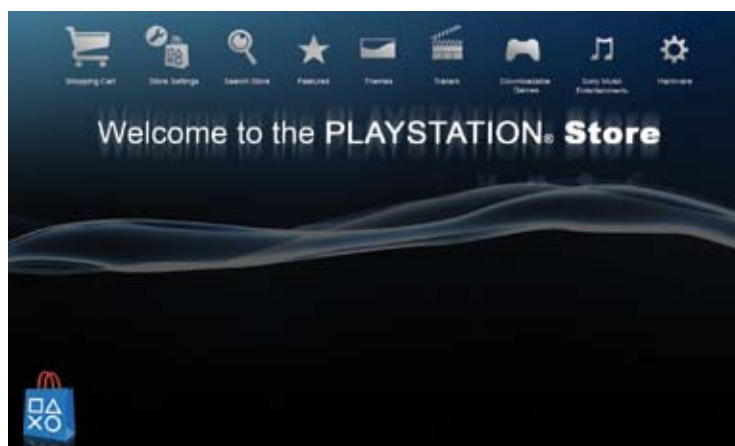 Shopping Cart
Store Settings
Search Store
Featured
Themes
Trailers
Downloadable
Games
Sony Music
Entertainments
Hardware
Welcome to the PLAYSTATION® Store